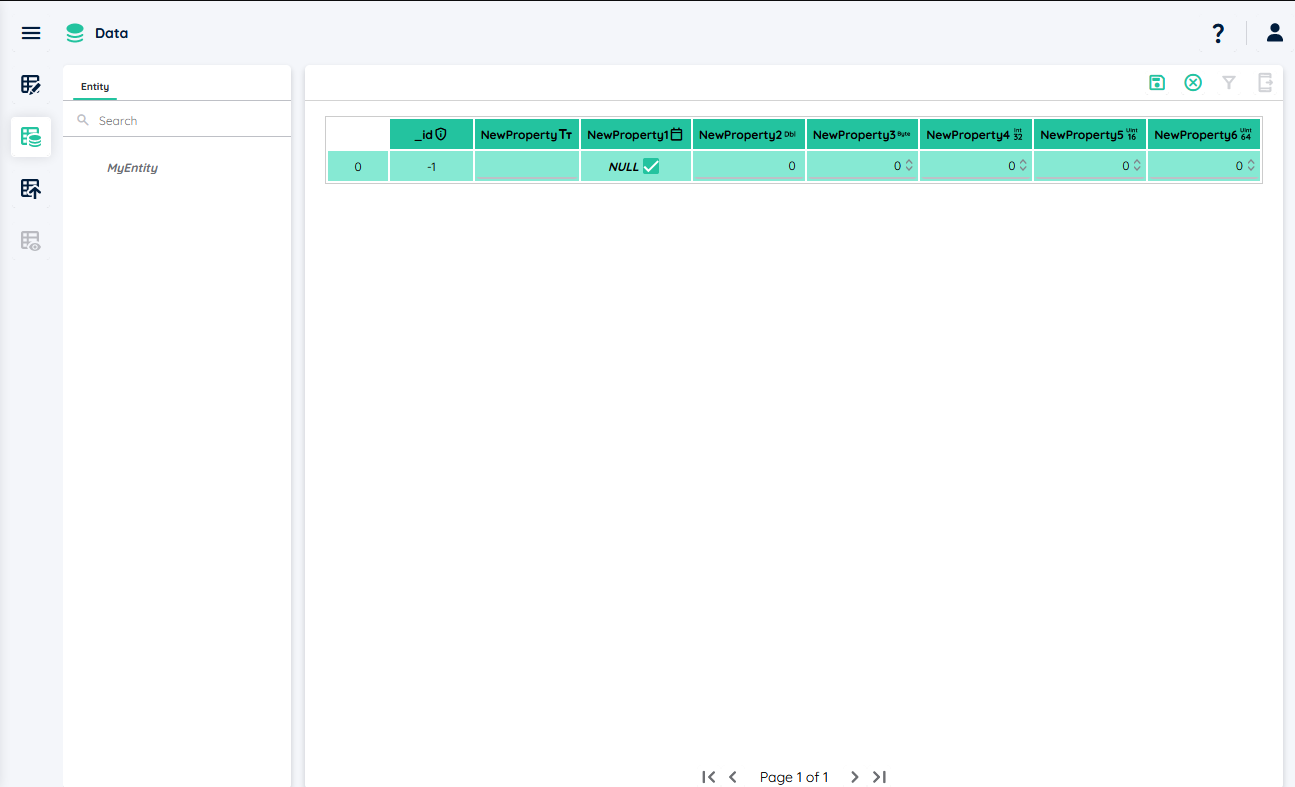 Data
?
Entity
Search
MyEntity
_id NewProperty Tт NewProperty1 NewProperty2 Dbl NewProperty3 Byte NewProperty4 Int 32 NewProperty5 UInt 16 NewProperty6 UInt 64
0 -1 NULL 0 0 0 0 0
Page 1 of 1